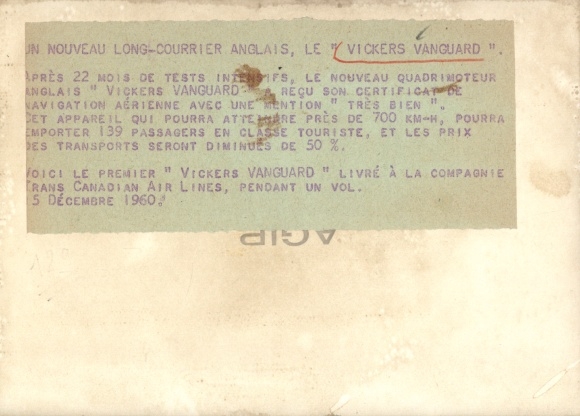 UN NOUVEAU LONG-COURRIER ANGLAIS, LE " VICKERS VANGUARD ".
APRÈS 22 MOIS DE TESTS INTENSIFS, LE NOUVEAU QUADRIMOTEUR
ANGLAIS " VICKERS VANGUARD " A REÇU SON CERTIFICAT DE
NAVIGATION AÉRIENNE AVEC UNE MENTION " TRÈS BIEN ".
CET APPAREIL QUI POURRA ATTEINDRE PRÈS DE 700 KM-H, POURRA
EMPORTER 139 PASSAGERS EN CLASSE TOURISTE, ET LES PRIX
DES TRANSPORTS SERONT DIMINUÉS DE 50 %.
VOICI LE PREMIER " VICKERS VANGUARD " LIVRÉ À LA COMPAGNIE
TRANS CANADIAN AIR LINES, PENDANT UN VOL.
5 DÉCEMBRE 1960.
AGIP